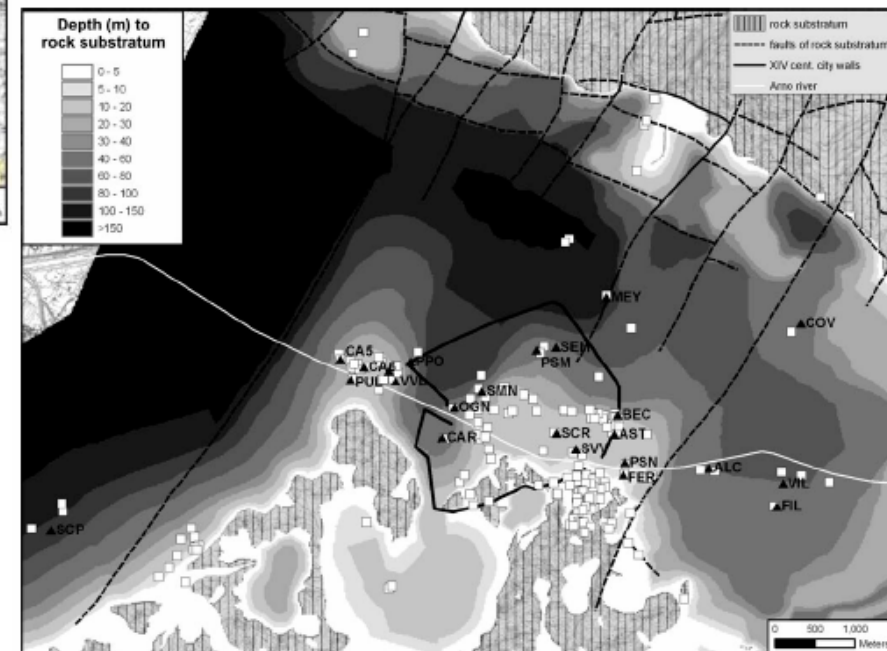 Depth (m) to
rock substratum
0 - 5
5 - 10
10 - 20
20 - 30
30 - 40
40 - 60
60 - 80
80 - 100
100 - 150
>150
rock substratum
faults of rock substratum
XIV cent. city walls
Arno river
MEY
COV
SEH
PSM
CA5
PPO
PUL
VVE
SMN
OGN
CAR
BEC
SCR
AST
SVV
PSN
FER
ALC
VIL
FIL
SCP
0 500 1,000
Meters